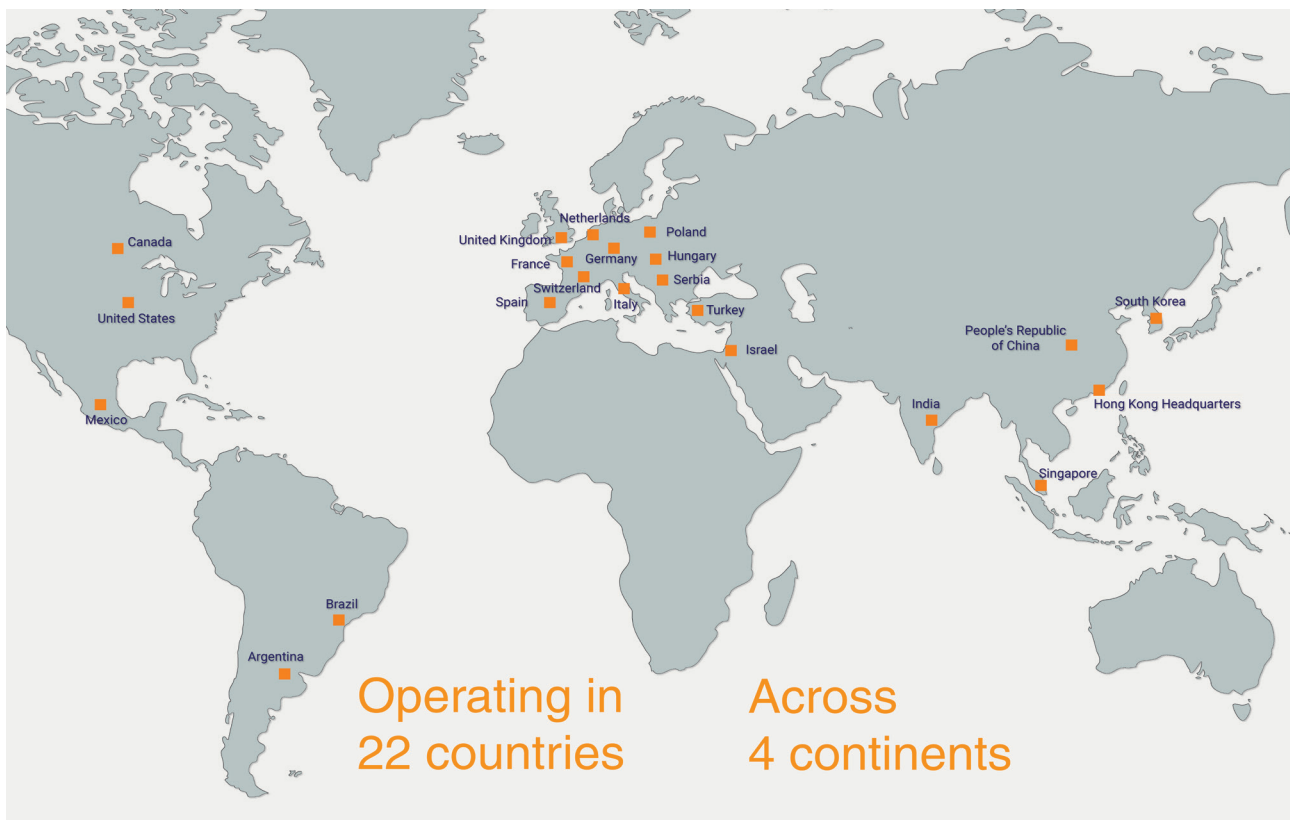 Netherlands
Poland
United Kingdom
Canada
Hungary
Germany
France
Serbia
Switzerland
Spain
Italy
Turkey
United States
South Korea
People's Republic
of China
Israel
India
Hong Kong Headquarters
Mexico
Singapore
Brazil
Argentina
Operating in
22 countries
Across
4 continents